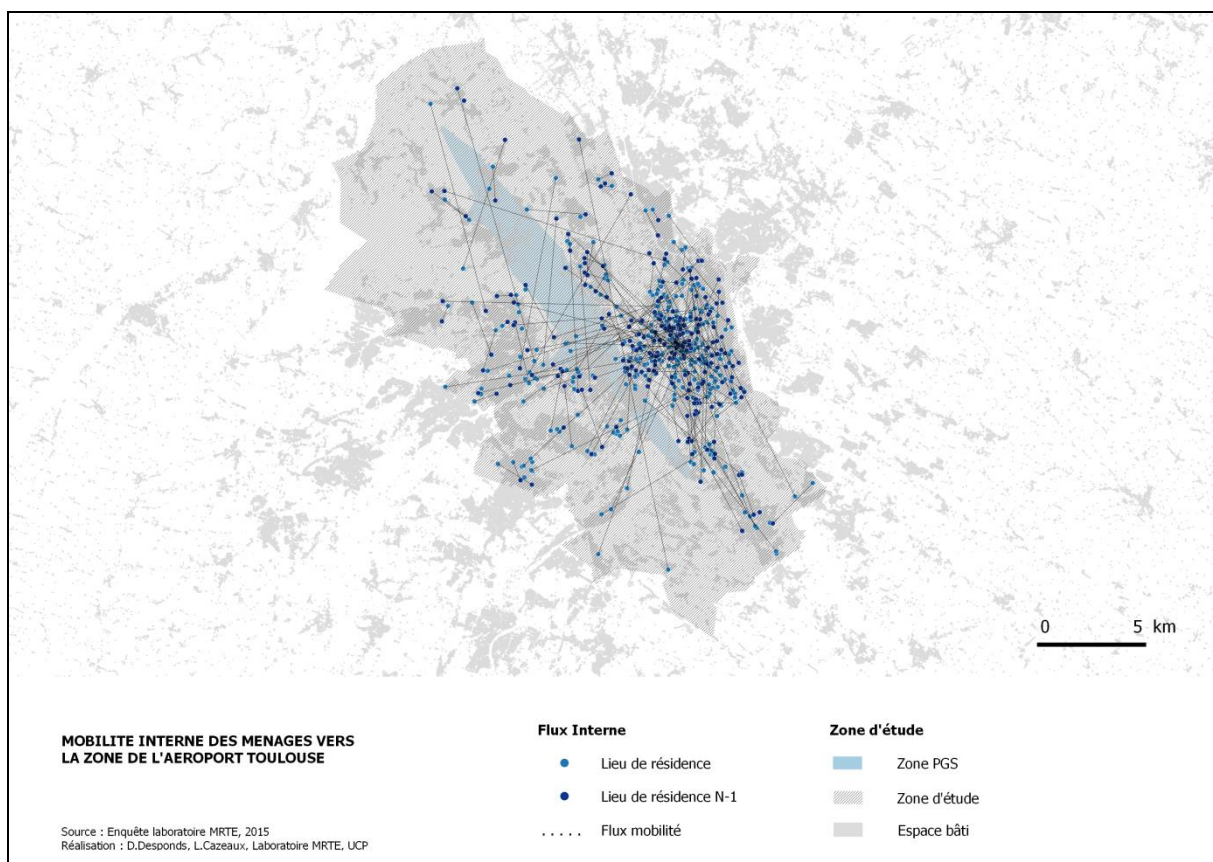 0 5 km
MOBILITE INTERNE DES MENAGES VERS
LA ZONE DE L'AEROPORT TOULOUSE
Source : Enquête laboratoire MRTE, 2015
Réalisation : D.Desponds, L.Cazeaux, Laboratoire MRTE, UCP
Flux Interne
Lieu de résidence
Lieu de résidence N-1
Flux mobilité
Zone d'étude
Zone PGS
Zone d'étude
Espace bâti